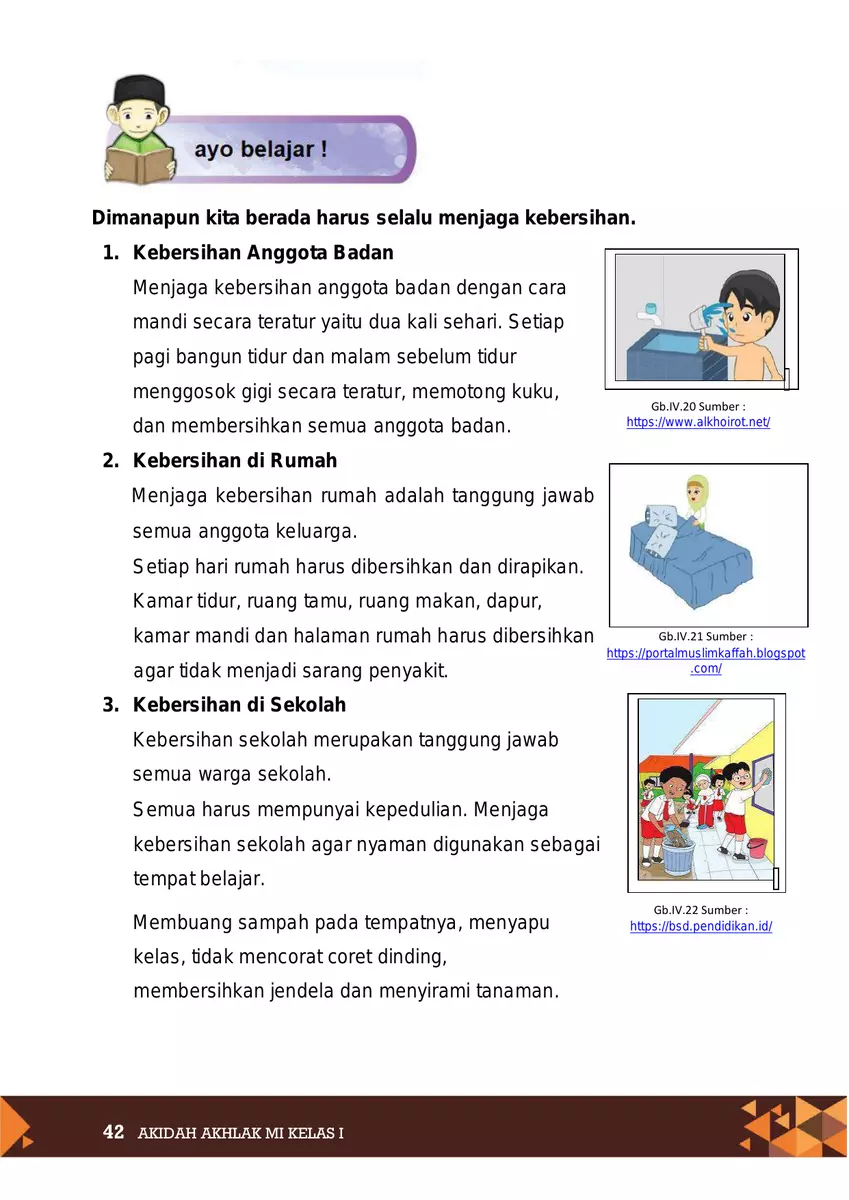 ayo belajar !
Dimanapun kita berada harus selalu menjaga kebersihan.
1. Kebersihan Anggota Badan
Menjaga kebersihan anggota badan dengan cara
mandi secara teratur yaitu dua kali sehari. Setiap
pagi bangun tidur dan malam sebelum tidur
menggosok gigi secara teratur, memotong kuku,
dan membersihkan semua anggota badan.
Gb.IV.20 Sumber :
https://www.alkhoirot.net/
2. Kebersihan di Rumah
Menjaga kebersihan rumah adalah tanggung jawab
semua anggota keluarga.
Setiap hari rumah harus dibersihkan dan dirapikan.
Kamar tidur, ruang tamu, ruang makan, dapur,
kamar mandi dan halaman rumah harus dibersihkan
agar tidak menjadi sarang penyakit.
Gb.IV.21 Sumber :
https://portalmuslimkaffah.blogspot
.com/
3. Kebersihan di Sekolah
Kebersihan sekolah merupakan tanggung jawab
semua warga sekolah.
Semua harus mempunyai kepedulian. Menjaga
kebersihan sekolah agar nyaman digunakan sebagai
tempat belajar.
Membuang sampah pada tempatnya, menyapu
kelas, tidak mencorat coret dinding,
membersihkan jendela dan menyirami tanaman.
Gb.IV.22 Sumber :
https://bsd.pendidikan.id/
42 AKIDAH AKHLAK MI KELAS I